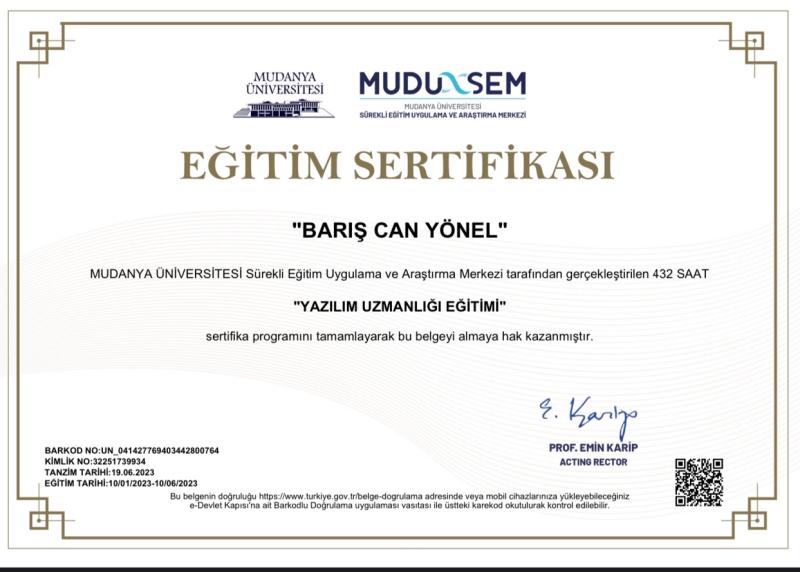 MUDANYA
ÜNİVERSİTESİ
MUDU SEM
MUDANYA ÜNİVERSİTESİ
SÜREKLİ EĞİTİM UYGULAMA VE ARAŞTIRMA MERKEZİ
EĞİTİM SERTİFİKASI
"BARIŞ CAN YÖNEL"
MUDANYA ÜNİVERSİTESİ Sürekli Eğitim Uygulama ve Araştırma Merkezi tarafından gerçekleştirilen 432 SAAT
"YAZILIM UZMANLIĞI EĞİTİMİ"
sertifika programını tamamlayarak bu belgeyi almaya hak kazanmıştır.
E. Karip
PROF. EMİN KARİP
ACTING RECTOR
BARKOD NO:UN_041427769403442800764
KİMLİK NO:32251739934
TANZİM TARİHİ:19.06.2023
EĞİTİM TARİHİ:10/01/2023-10/06/2023
Bu belgenin doğruluğu https://www.turkiye.gov.tr/belge-dogrulama adresinde veya mobil cihazlarınıza yükleyebileceğiniz
e-Devlet Kapısı'na ait Barkodlu Doğrulama uygulaması vasıtası ile üstteki karekod okutularak kontrol edilebilir.